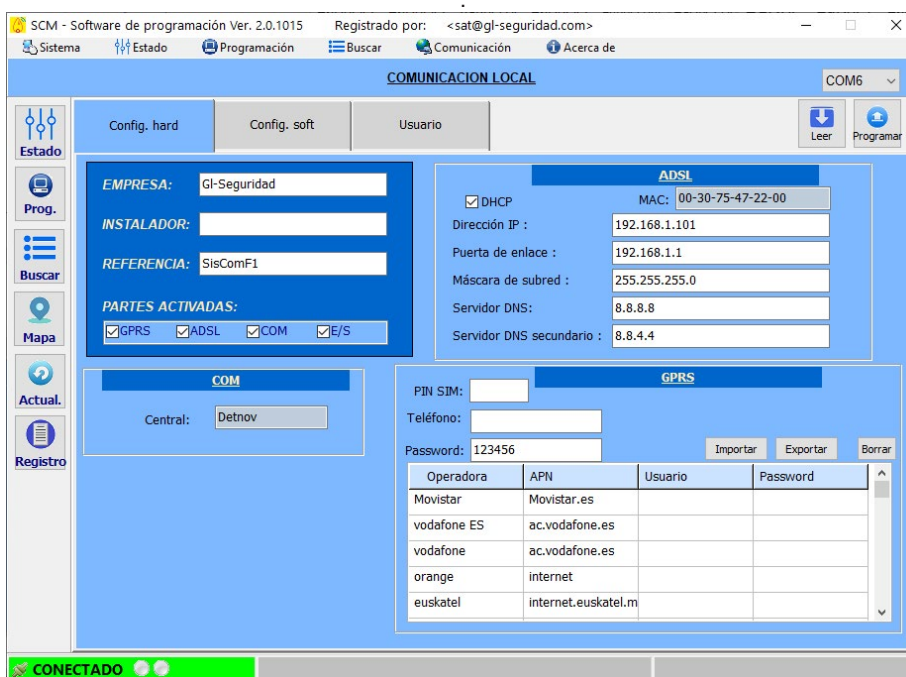 SCM - Software de programación Ver. 2.0.1015 Registrado por: <sat@gl-seguridad.com>
Sistema Estado Programación Buscar Comunicación Acerca de
COMUNICACION LOCAL
COM6
Config. hard Config. soft Usuario
Leer Programar
Estado
Prog.
Buscar
Mapa
Actual.
Registro
EMPRESA: Gl-Seguridad
INSTALADOR:
REFERENCIA: SisComF1
PARTES ACTIVADAS:
GPRS ADSL COM E/S
ADSL
DHCP MAC: 00-30-75-47-22-00
Dirección IP : 192.168.1.101
Puerta de enlace : 192.168.1.1
Máscara de subred : 255.255.255.0
Servidor DNS: 8.8.8.8
Servidor DNS secundario : 8.8.4.4
COM
Central: Detnov
GPRS
PIN SIM:
Teléfono:
Password: 123456
Importar Exportar Borrar
Operadora APN Usuario Password
Movistar Movistar.es
vodafone ES ac.vodafone.es
vodafone ac.vodafone.es
orange internet
euskatel internet.euskatel.m
CONECTADO